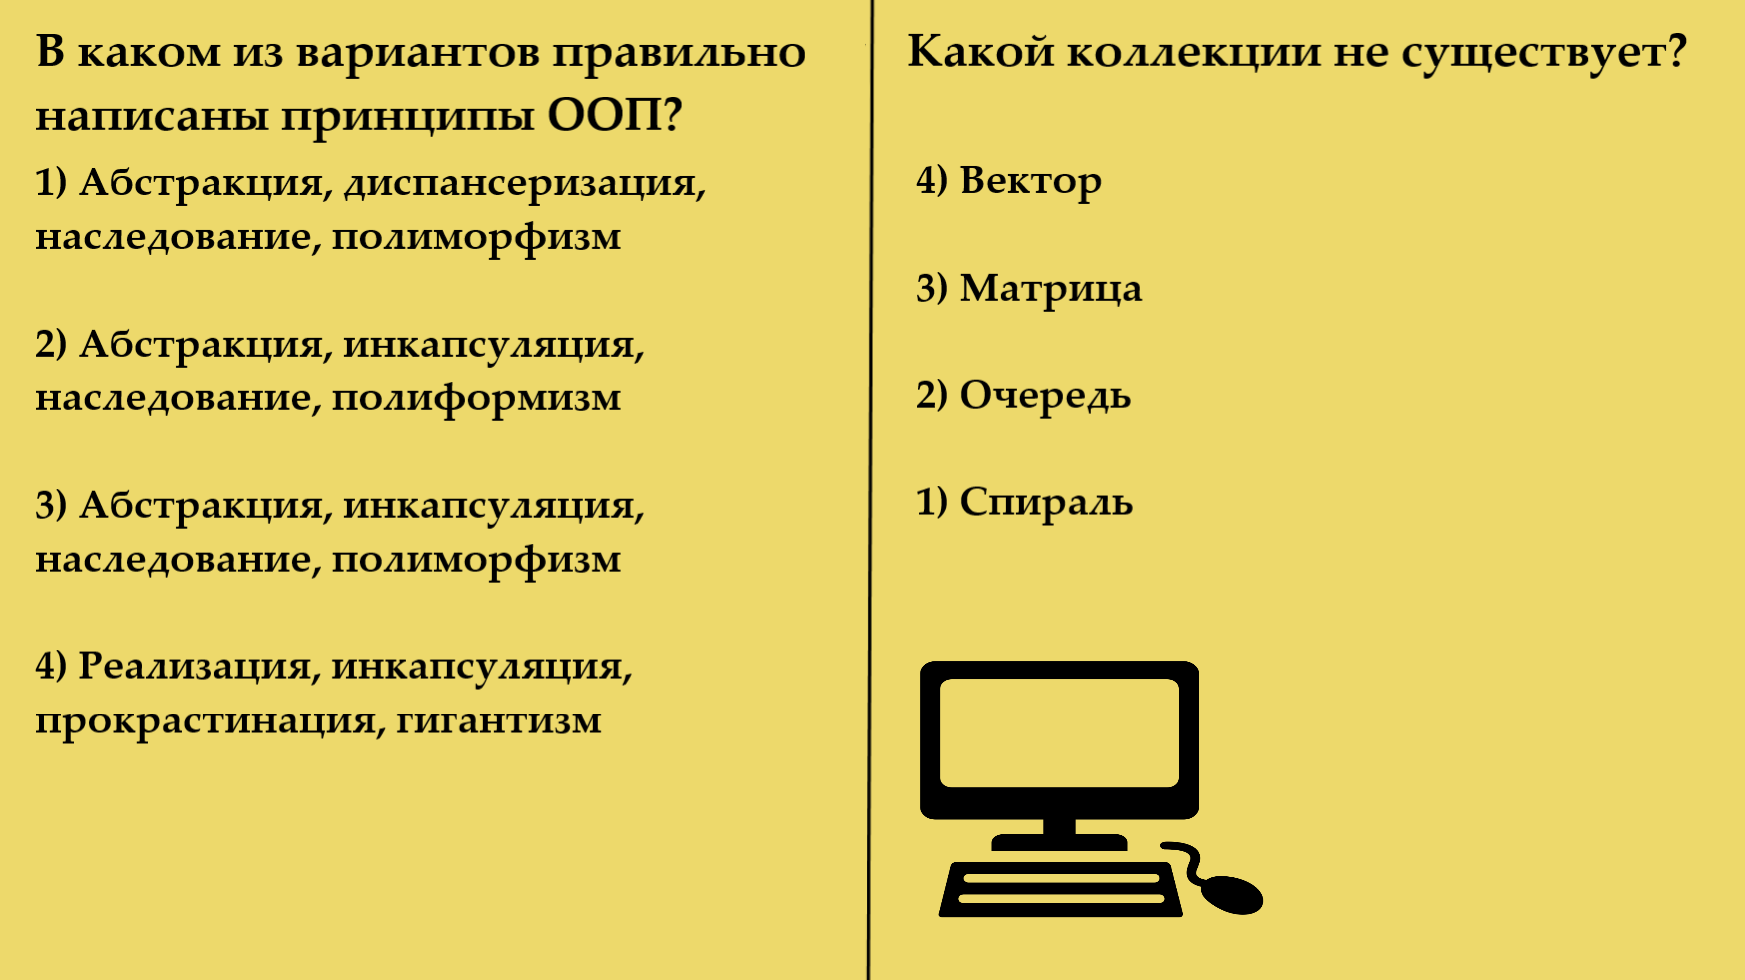 В каком из вариантов правильно
написаны принципы ООП?
1) Абстракция, диспансеризация,
наследование, полиморфизм
2) Абстракция, инкапсуляция,
наследование, полиформизм
3) Абстракция, инкапсуляция,
наследование, полиморфизм
4) Реализация, инкапсуляция,
прокрастинация, гигантизм
Какой коллекции не существует?
4) Вектор
3) Матрица
2) Очередь
1) Спираль